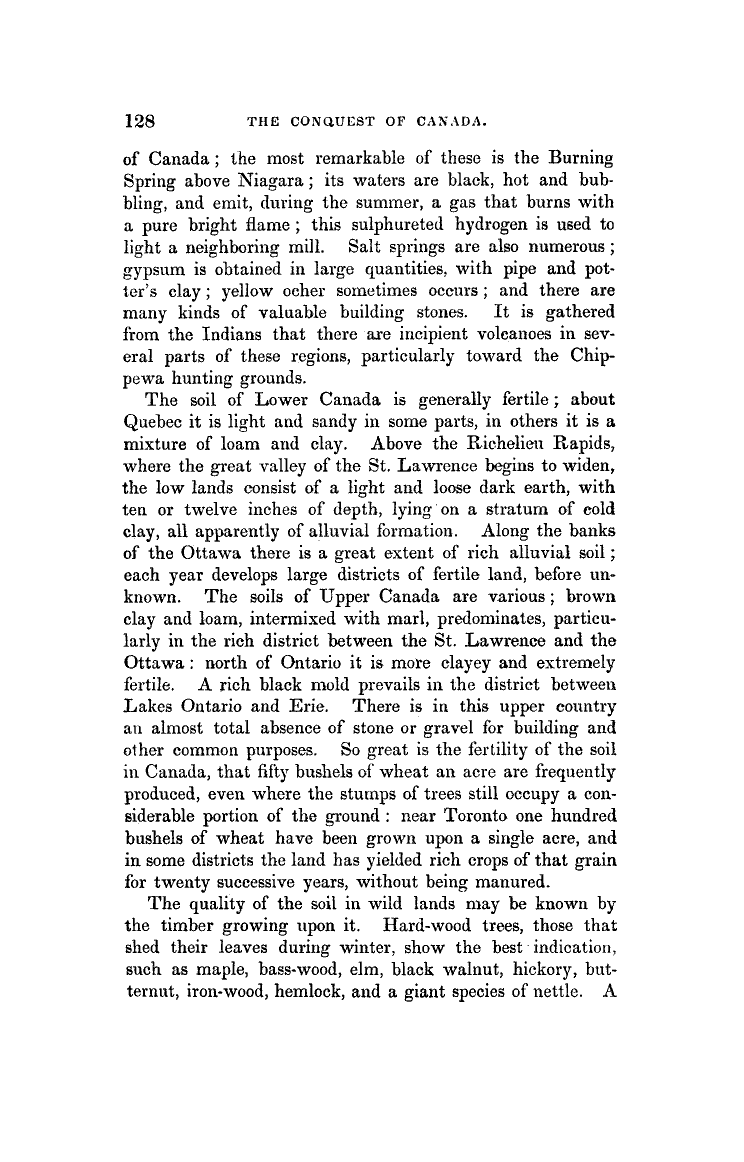 128 THE CONQUEST OF CANADA.
of Canada ; the most remarkable of these is the Burning
Spring above Niagara ; its waters are black, hot and bub-
bling, and emit, during the summer, a gas that burns with
a pure bright flame ; this sulphureted hydrogen is used to
light a neighboring mill. Salt springs are also numerous ;
gypsum is obtained in large quantities, with pipe and pot-
ter's clay ; yellow ocher sometimes occurs ; and there are
many kinds of valuable building stones. It is gathered
from the Indians that there are incipient volcanoes in sev-
eral parts of these regions, particularly toward the Chip-
pewa hunting grounds.
The soil of Lower Canada is generally fertile ; about
Quebec it is light and sandy in some parts, in others it is a
mixture of loam and clay. Above the Richelieu Rapids,
where the great valley of the St. Lawrence begins to widen,
the low lands consist of a light and loose dark earth, with
ten or twelve inches of depth, lying on a stratum of cold
clay, all apparently of alluvial formation. Along the banks
of the Ottawa there is a great extent of rich alluvial soil ;
each year develops large districts of fertile land, before un-
known. The soils of Upper Canada are various ; brown
clay and loam, intermixed with marl, predominates, particu-
larly in the rich district between the St. Lawrence and the
Ottawa : north of Ontario it is more clayey and extremely
fertile. A rich black mold prevails in the district between
Lakes Ontario and Erie. There is in this upper country
an almost total absence of stone or gravel for building and
other common purposes. So great is the fertility of the soil
in Canada, that fifty bushels of wheat an acre are frequently
produced, even where the stumps of trees still occupy a con-
siderable portion of the ground : near Toronto one hundred
bushels of wheat have been grown upon a single acre, and
in some districts the land has yielded rich crops of that grain
for twenty successive years, without being manured.
The quality of the soil in wild lands may be known by
the timber growing upon it. Hard-wood trees, those that
shed their leaves during winter, show the best indication,
such as maple, bass-wood, elm, black walnut, hickory, but-
ternut, iron-wood, hemlock, and a giant species of nettle. A